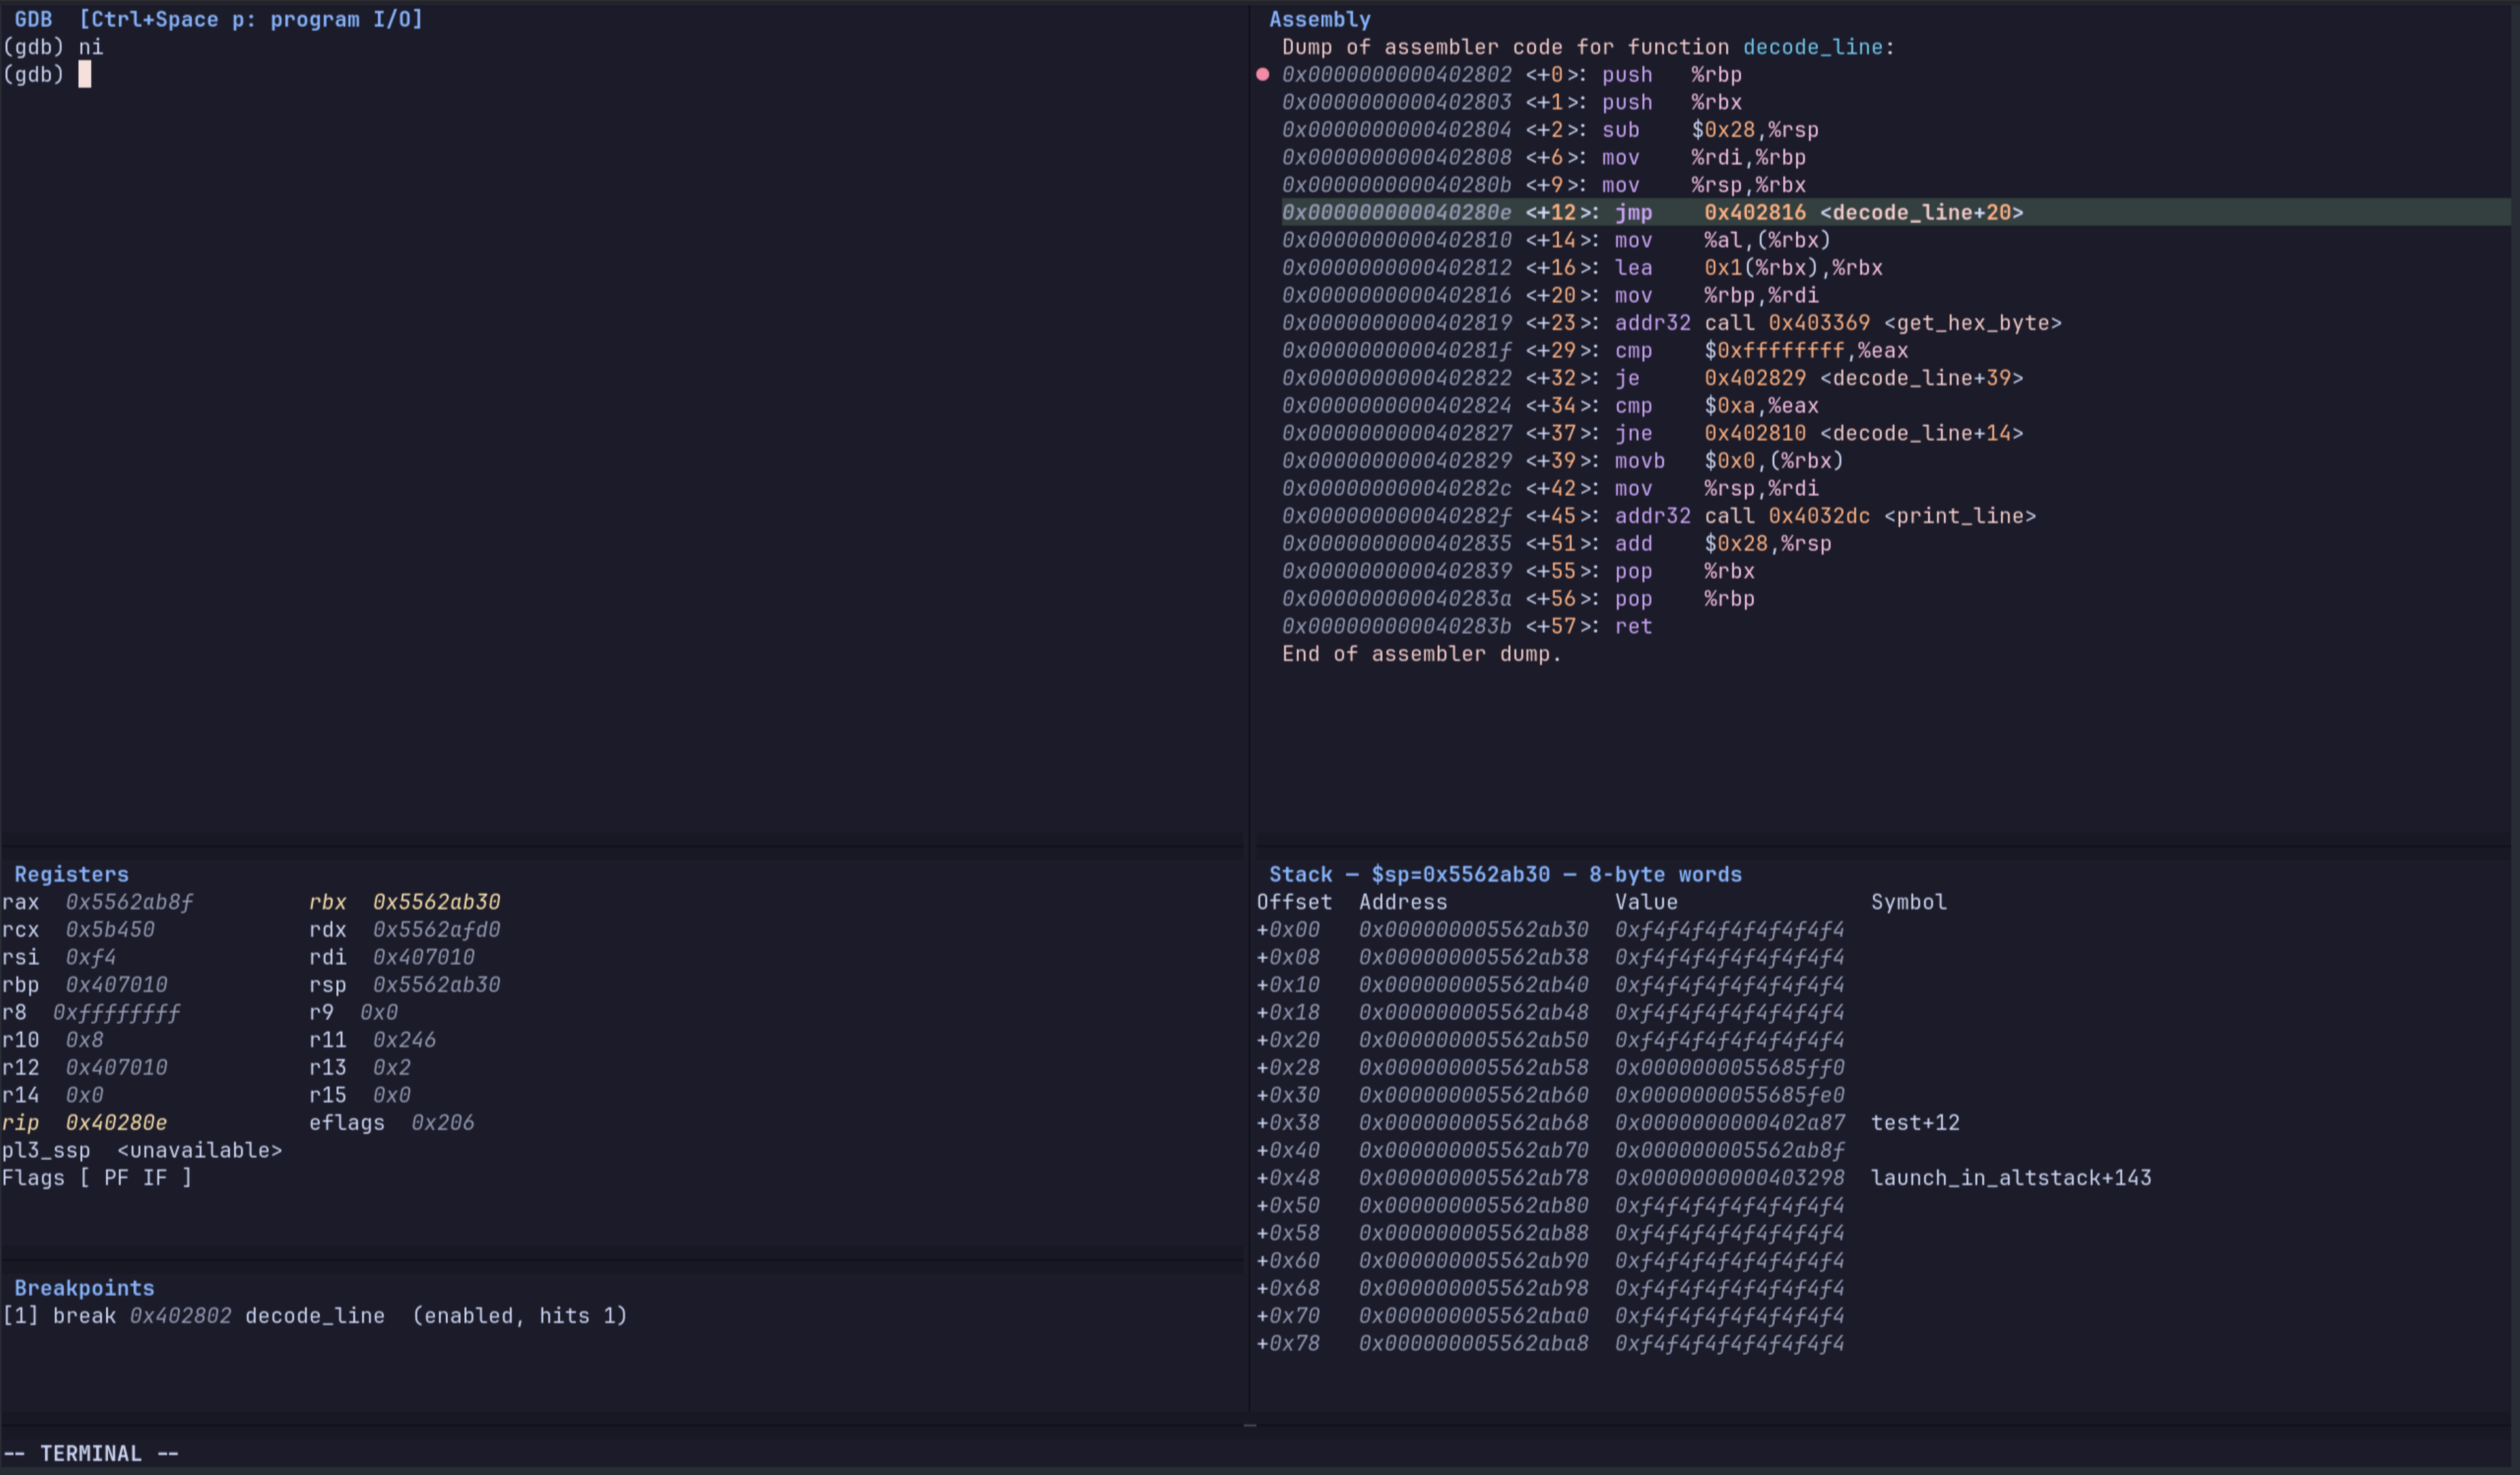 GDB [Ctrl+Space p: program I/O]
(gdb) ni
(gdb)
Assembly
Dump of assembler code for function decode_line:
0x0000000000402802 <+0>: push %rbp
0x0000000000402803 <+1>: push %rbx
0x0000000000402804 <+2>: sub $0x28,%rsp
0x0000000000402808 <+6>: mov %rdi,%rbp
0x000000000040280b <+9>: mov %rsp,%rbx
0x000000000040280e <+12>: jmp 0x402816 <decode_line+20>
0x0000000000402810 <+14>: mov %al,(%rbx)
0x0000000000402812 <+16>: lea 0x1(%rbx),%rbx
0x0000000000402816 <+20>: mov %rbp,%rdi
0x0000000000402819 <+23>: addr32 call 0x403369 <get_hex_byte>
0x000000000040281f <+29>: cmp $0xffffffff,%eax
0x0000000000402822 <+32>: je 0x402829 <decode_line+39>
0x0000000000402824 <+34>: cmp $0xa,%eax
0x0000000000402827 <+37>: jne 0x402810 <decode_line+14>
0x0000000000402829 <+39>: movb $0x0,(%rbx)
0x000000000040282c <+42>: mov %rsp,%rdi
0x000000000040282f <+45>: addr32 call 0x4032dc <print_line>
0x0000000000402835 <+51>: add $0x28,%rsp
0x0000000000402839 <+55>: pop %rbx
0x000000000040283a <+56>: pop %rbp
0x000000000040283b <+57>: ret
End of assembler dump.
Registers
rax 0x5562ab8f rbx 0x5562ab30
rcx 0x5b450 rdx 0x5562afd0
rsi 0xf4 rdi 0x407010
rbp 0x407010 rsp 0x5562ab30
r8 0xffffffff r9 0x0
r10 0x8 r11 0x246
r12 0x407010 r13 0x2
r14 0x0 r15 0x0
rip 0x40280e eflags 0x206
pl3_ssp <unavailable>
Flags [ PF IF ]
Breakpoints
[1] break 0x402802 decode_line (enabled, hits 1)
Stack — $sp=0x5562ab30 — 8-byte words
Offset Address Value Symbol
+0x00 0x000000005562ab30 0xf4f4f4f4f4f4f4f4
+0x08 0x000000005562ab38 0xf4f4f4f4f4f4f4f4
+0x10 0x000000005562ab40 0xf4f4f4f4f4f4f4f4
+0x18 0x000000005562ab48 0xf4f4f4f4f4f4f4f4
+0x20 0x000000005562ab50 0xf4f4f4f4f4f4f4f4
+0x28 0x000000005562ab58 0x0000000055685ff0
+0x30 0x000000005562ab60 0x0000000055685fe0
+0x38 0x000000005562ab68 0x0000000000402a87 test+12
+0x40 0x000000005562ab70 0x000000005562ab8f
+0x48 0x000000005562ab78 0x0000000000403298 launch_in_altstack+143
+0x50 0x000000005562ab80 0xf4f4f4f4f4f4f4f4
+0x58 0x000000005562ab88 0xf4f4f4f4f4f4f4f4
+0x60 0x000000005562ab90 0xf4f4f4f4f4f4f4f4
+0x68 0x000000005562ab98 0xf4f4f4f4f4f4f4f4
+0x70 0x000000005562aba0 0xf4f4f4f4f4f4f4f4
+0x78 0x000000005562aba8 0xf4f4f4f4f4f4f4f4
-- TERMINAL --